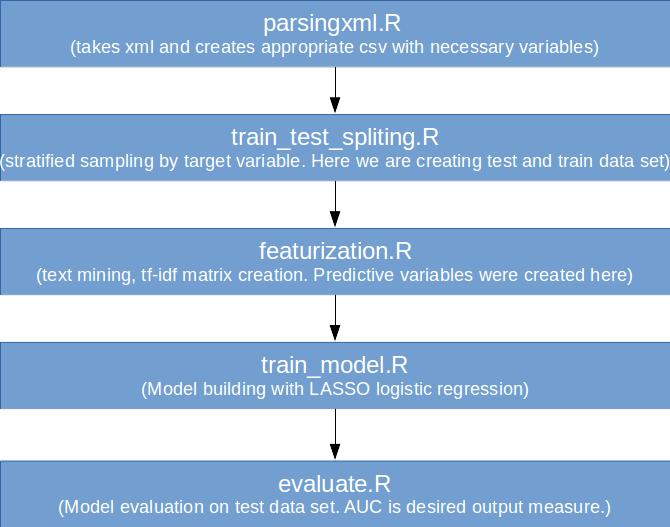 parsingxml.R
(takes xml and creates appropriate csv with necessary variables)
train_test_spliting.R
(stratified sampling by target variable. Here we are creating test and train data set)
featurization.R
(text mining, tf-idf matrix creation. Predictive variables were created here)
train_model.R
(Model building with LASSO logistic regression)
evaluate.R
(Model evaluation on test data set. AUC is desired output measure.)